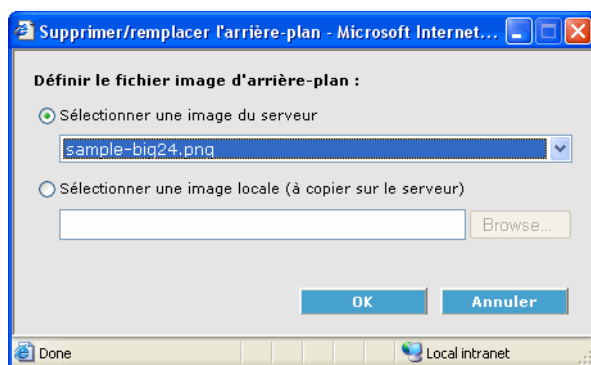 Supprimer/remplacer l'arrière-plan - Microsoft Internet...
Définir le fichier image d'arrière-plan :
Sélectionner une image du serveur
sample-big24.png
Sélectionner une image locale (à copier sur le serveur)
Browse...
OK Annuler
Done Local intranet